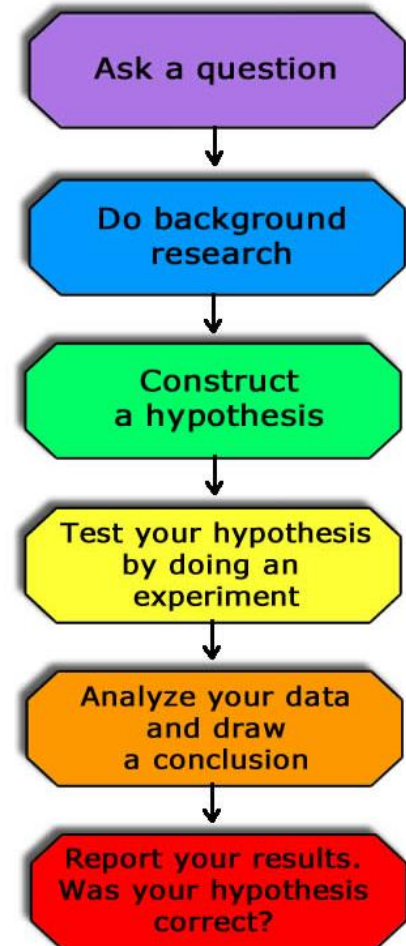 Ask a question
Do background
research
Construct
a hypothesis
Test your hypothesis
by doing an
experiment
Analyze your data
and draw
a conclusion
Report your results.
Was your hypothesis
correct?